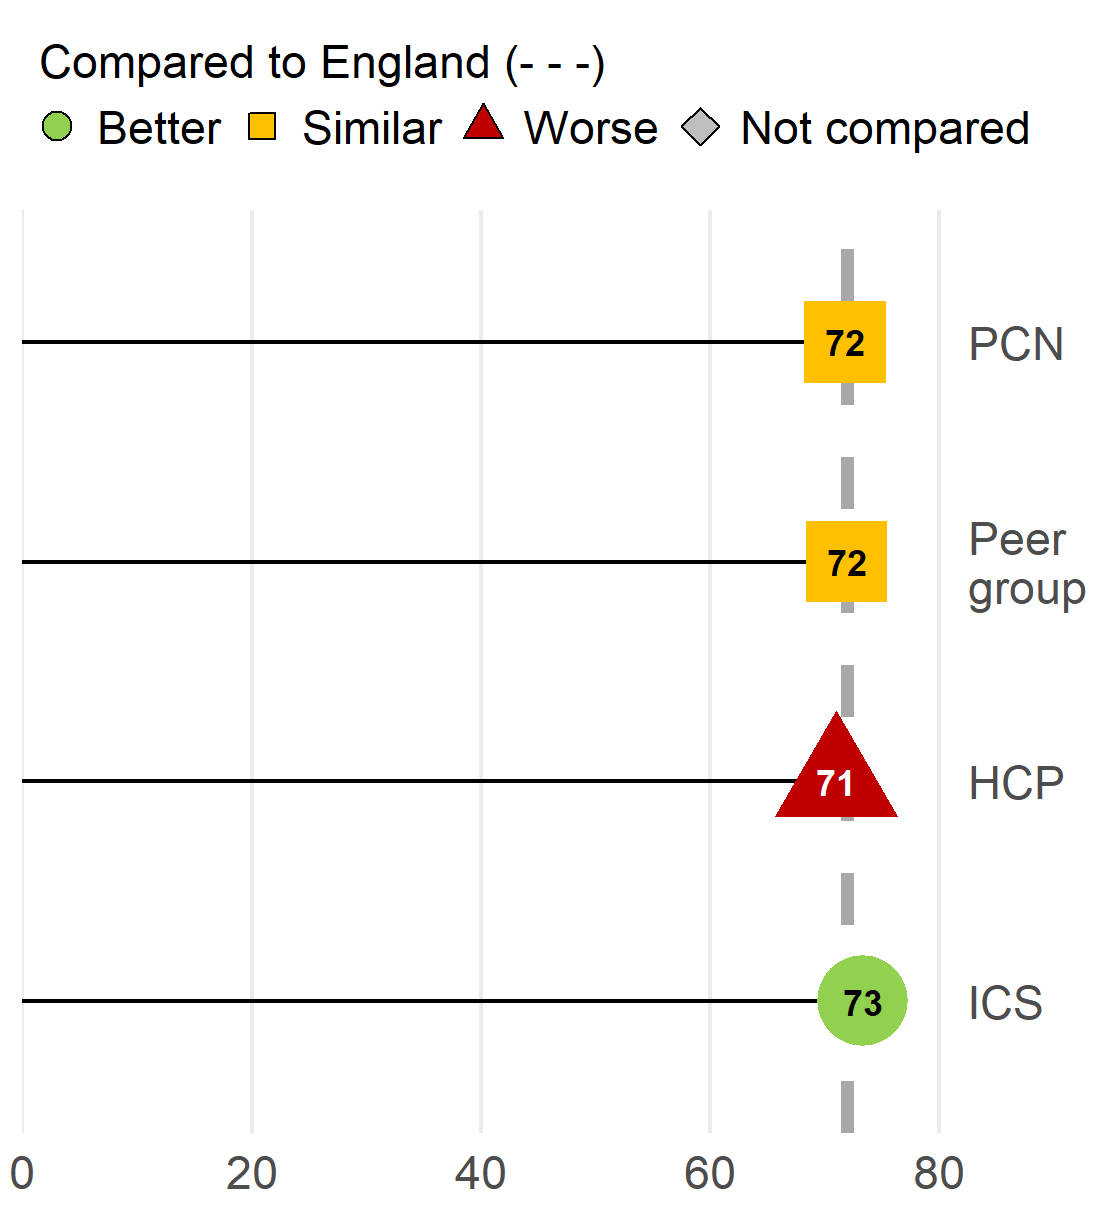 Compared to England (- - -)
Better Similar Worse Not compared
72 PCN
72 Peer
group
71 HCP
73 ICS
0 20 40 60 80